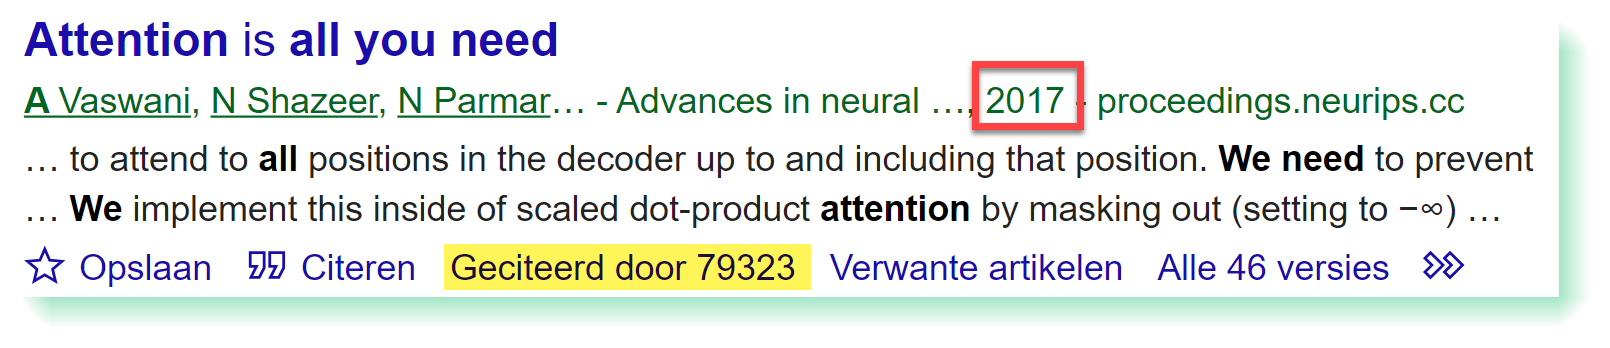 Attention is all you need
A Vaswani, N Shazeer, N Parmar… - Advances in neural …, 2017 - proceedings.neurips.cc
… to attend to all positions in the decoder up to and including that position. We need to prevent
… We implement this inside of scaled dot-product attention by masking out (setting to −∞) …
Opslaan Citeren Geciteerd door 79323 Verwante artikelen Alle 46 versies